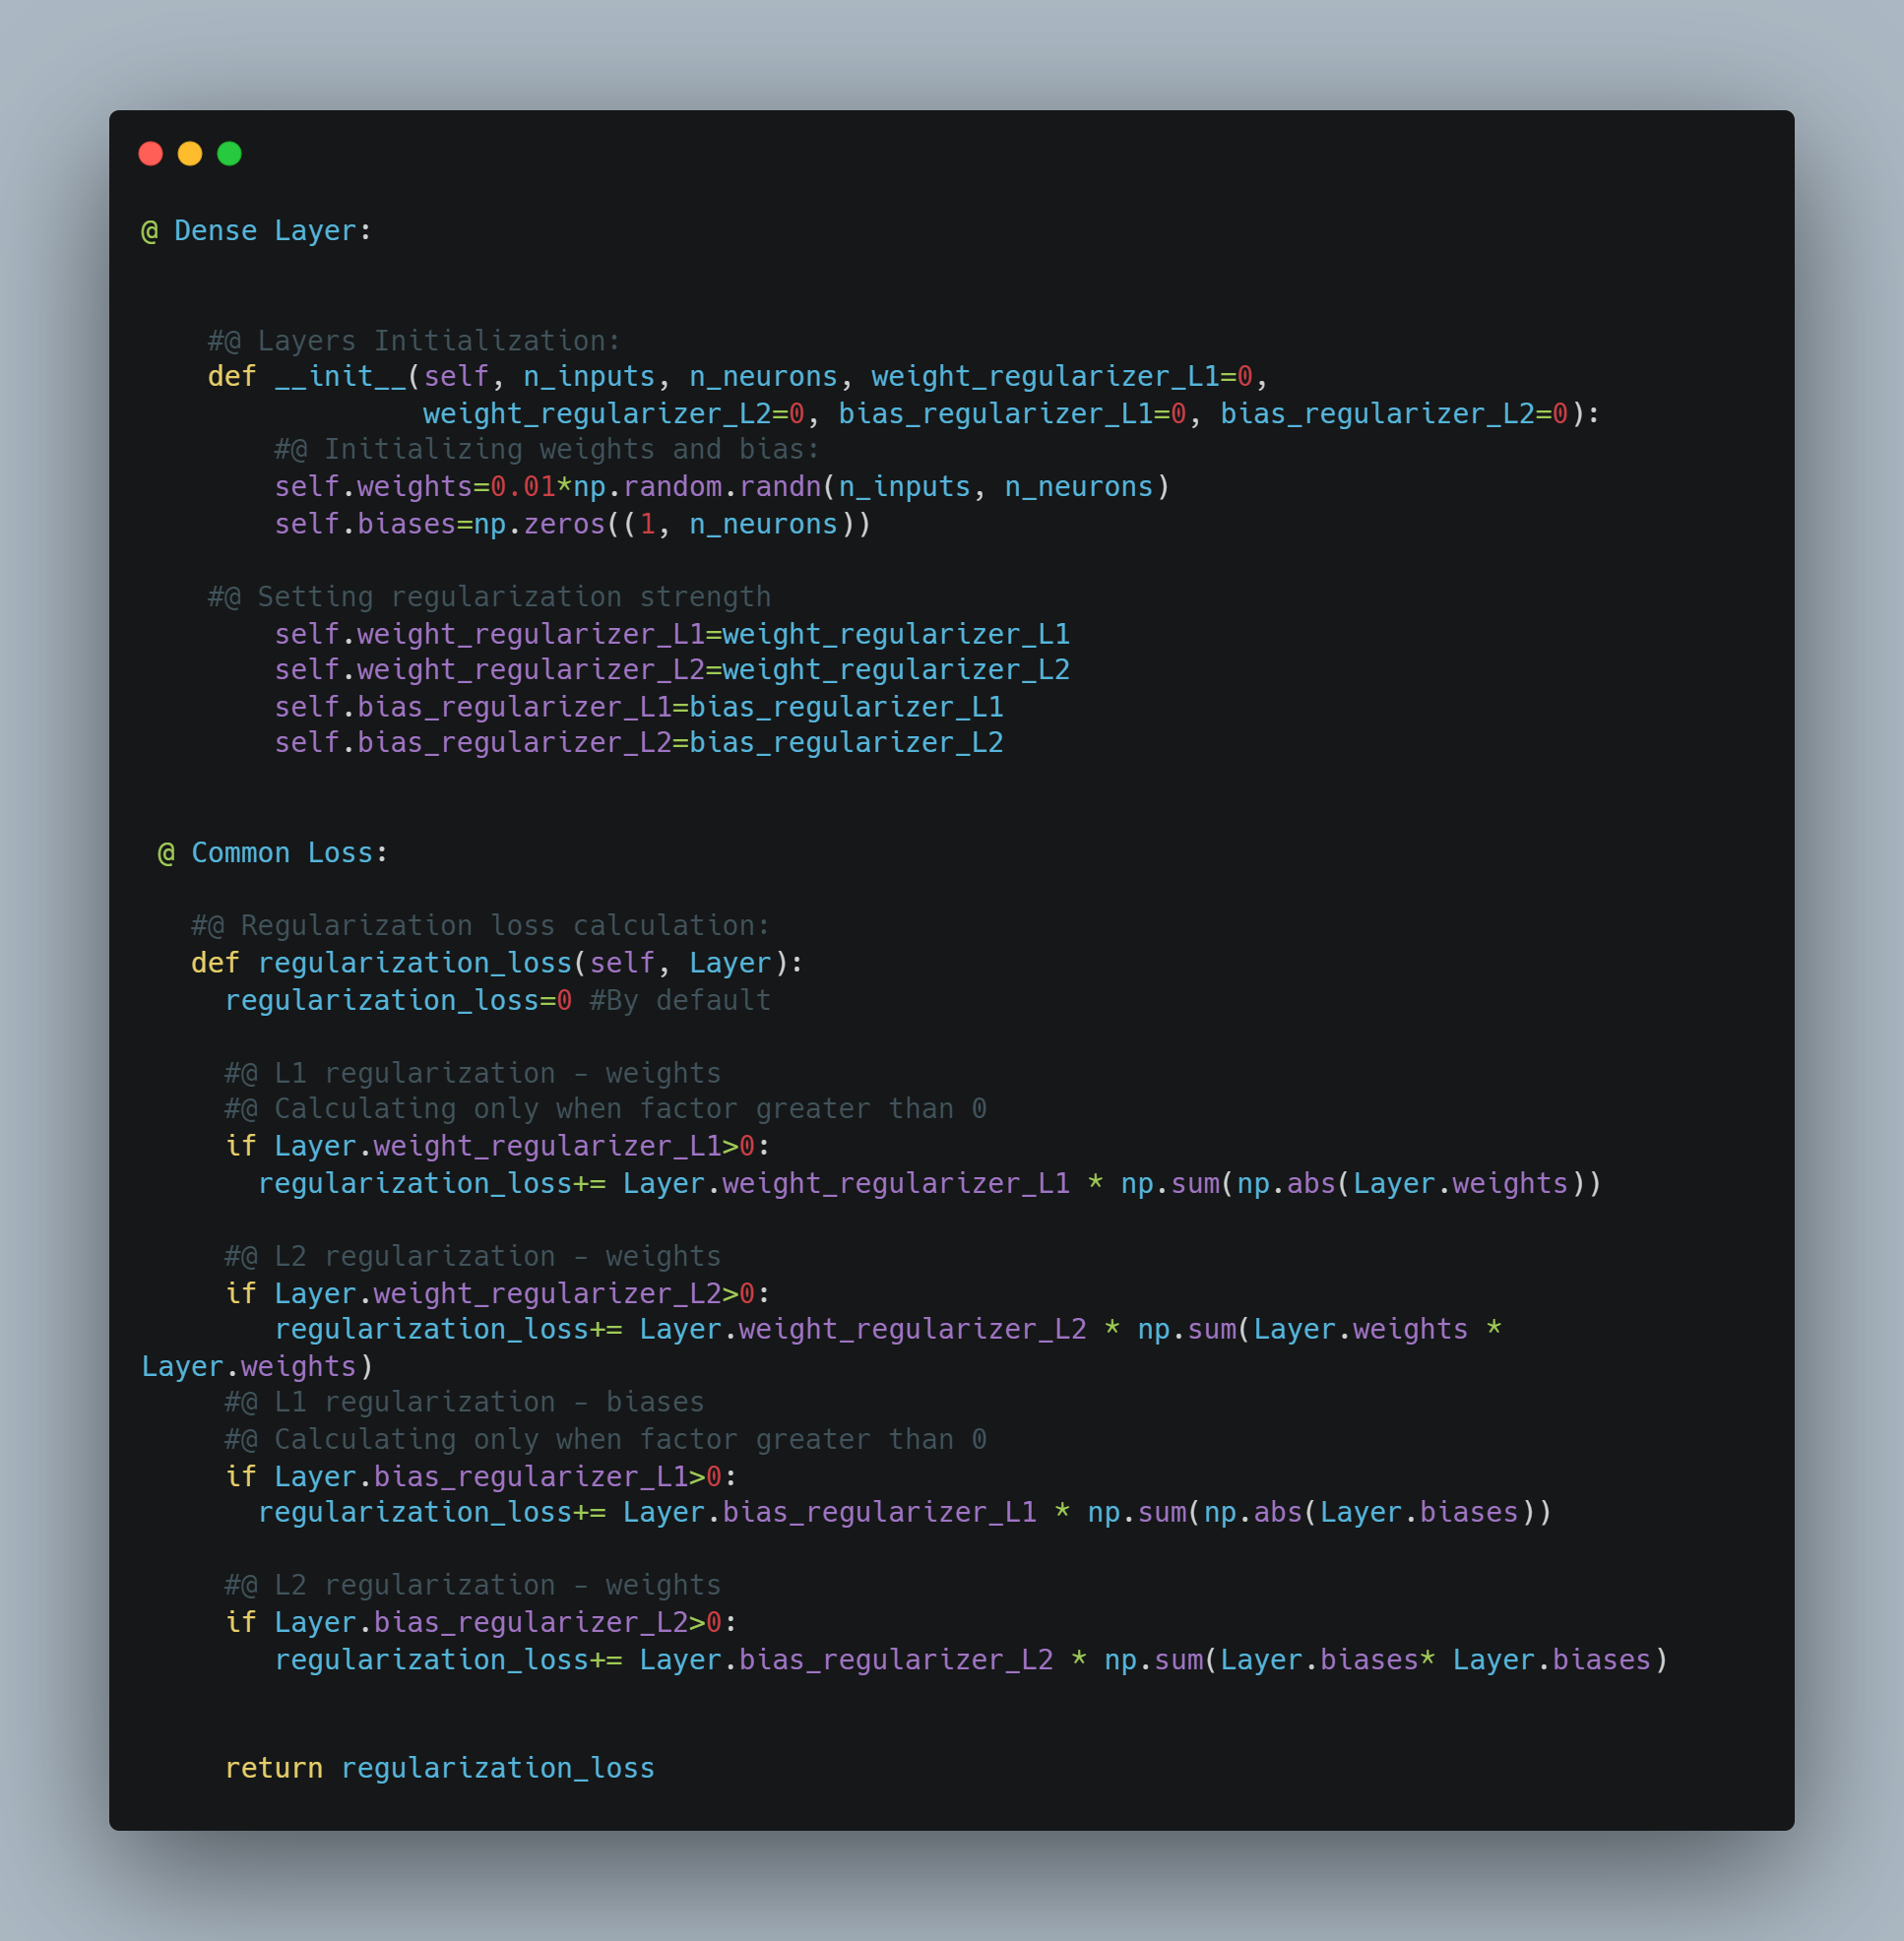 @ Dense Layer:
#@ Layers Initialization:
def __init__(self, n_inputs, n_neurons, weight_regularizer_L1=0,
weight_regularizer_L2=0, bias_regularizer_L1=0, bias_regularizer_L2=0):
#@ Initializing weights and bias:
self.weights=0.01*np.random.randn(n_inputs, n_neurons)
self.biases=np.zeros((1, n_neurons))
#@ Setting regularization strength
self.weight_regularizer_L1=weight_regularizer_L1
self.weight_regularizer_L2=weight_regularizer_L2
self.bias_regularizer_L1=bias_regularizer_L1
self.bias_regularizer_L2=bias_regularizer_L2
@ Common Loss:
#@ Regularization loss calculation:
def regularization_loss(self, Layer):
regularization_loss=0 #By default
#@ L1 regularization - weights
#@ Calculating only when factor greater than 0
if Layer.weight_regularizer_L1>0:
regularization_loss+= Layer.weight_regularizer_L1 * np.sum(np.abs(Layer.weights))
#@ L2 regularization - weights
if Layer.weight_regularizer_L2>0:
regularization_loss+= Layer.weight_regularizer_L2 * np.sum(Layer.weights *
Layer.weights)
#@ L1 regularization - biases
#@ Calculating only when factor greater than 0
if Layer.bias_regularizer_L1>0:
regularization_loss+= Layer.bias_regularizer_L1 * np.sum(np.abs(Layer.biases))
#@ L2 regularization - weights
if Layer.bias_regularizer_L2>0:
regularization_loss+= Layer.bias_regularizer_L2 * np.sum(Layer.biases* Layer.biases)
return regularization_loss